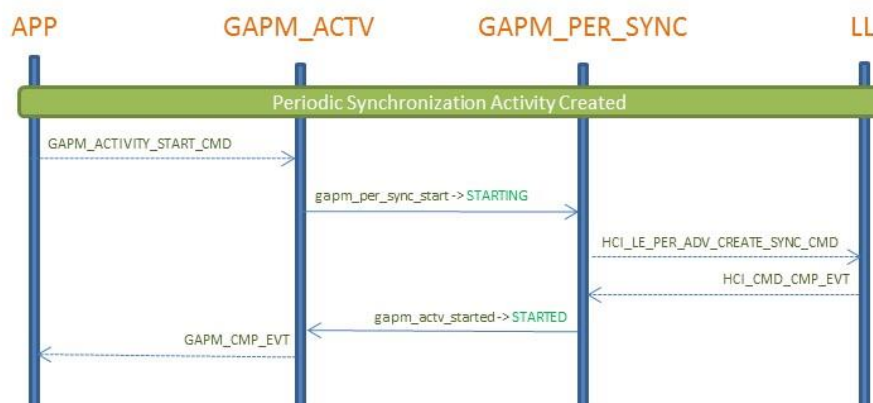 APP GAPM_ACTV GAPM_PER_SYNC LL
Periodic Synchronization Activity Created
GAPM_ACTIVITY_START_CMD
gapm_per_sync_start->STARTING
HCI_LE_PER_ADV_CREATE_SYNC_CMD
HCI_CMD_CMP_EVT
gapm_actv_started->STARTED
GAPM_CMP_EVT